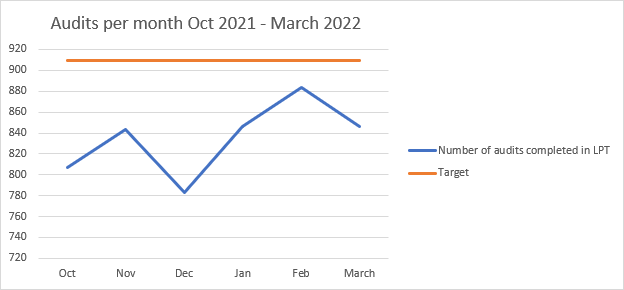 Audits per month Oct 2021 - March 2022
920
900
880
860
840
820
800
780
760
740
720
Oct Nov Dec Jan Feb March
Number of audits completed in LPT
Target